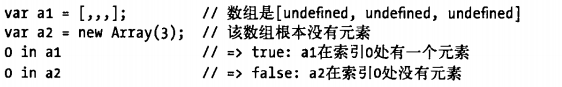 var a1 = [,,,]; // 数组是[undefined, undefined, undefined]
var a2 = new Array(3); // 该数组根本没有元素
0 in a1 // => true: a1在索引0处有一个元素
0 in a2 // => false: a2在索引0处没有元素